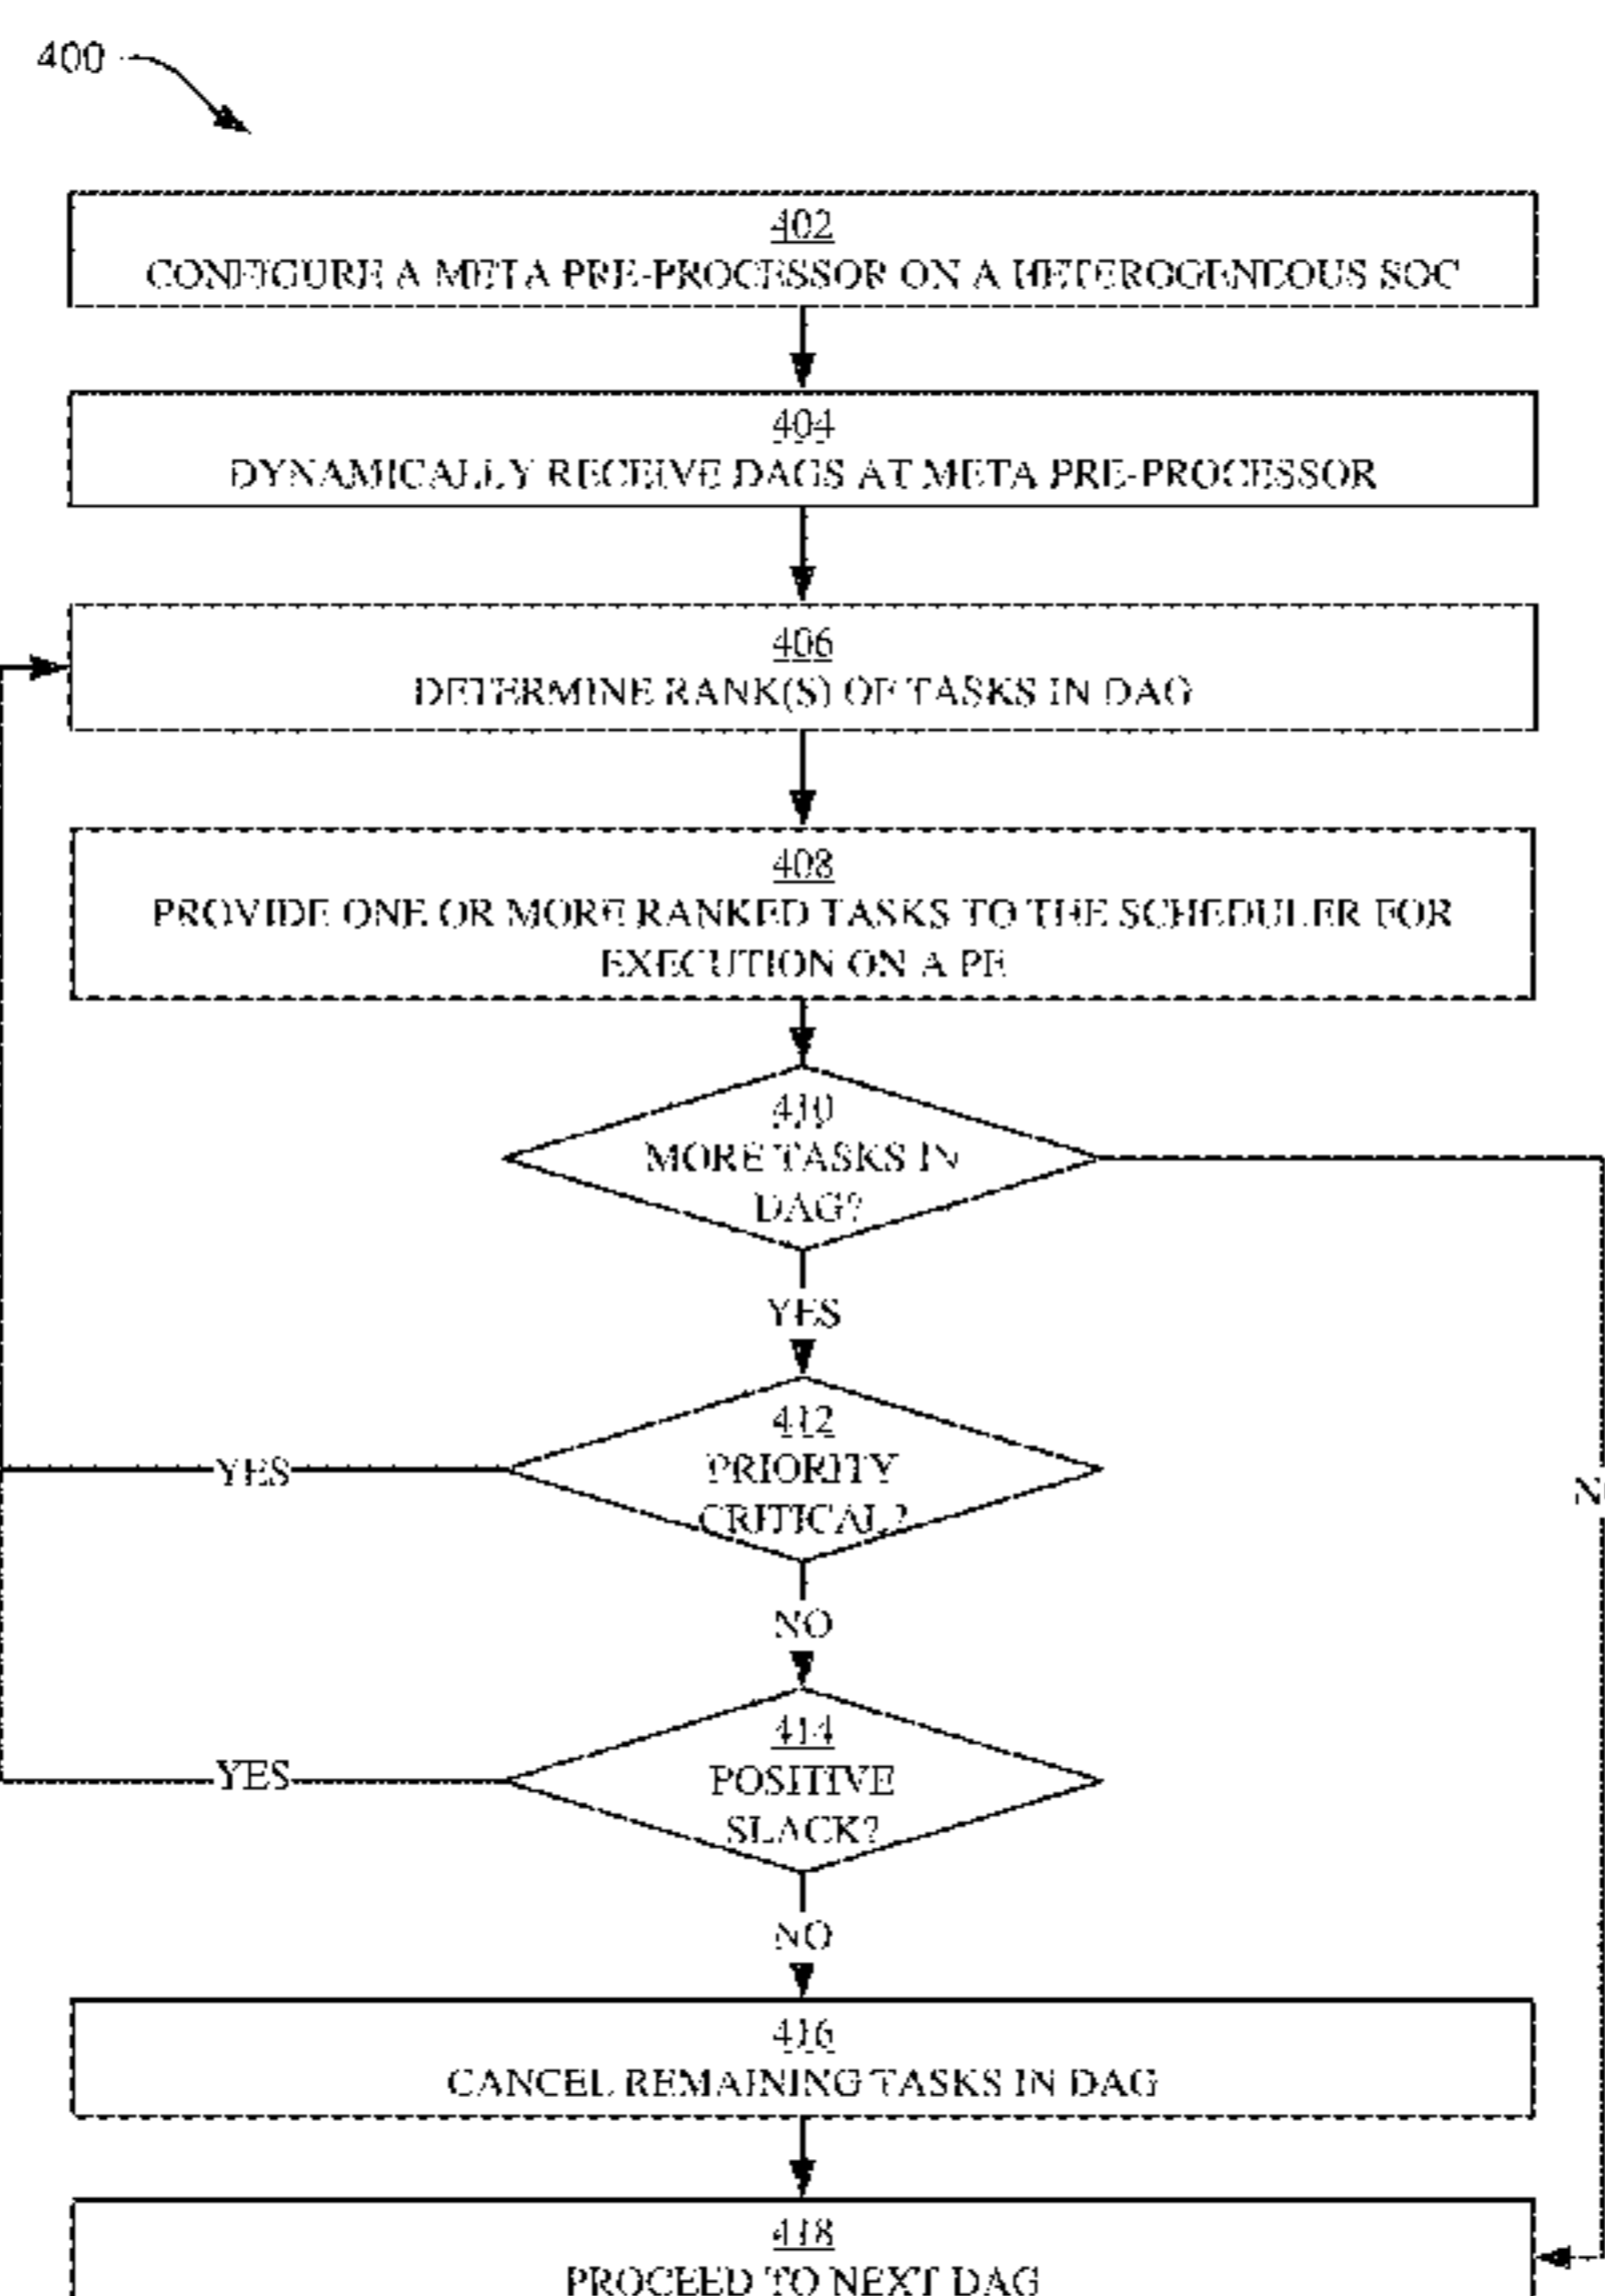 400
402
CONFIGURE A META PRE-PROCESSOR ON A HETEROGENEOUS SOC
404
DYNAMICALLY RECEIVE DAGS AT META PRE-PROCESSOR
406
DETERMINE RANK(S) OF TASKS IN DAG
408
PROVIDE ONE OR MORE RANKED TASKS TO THE SCHEDULER FOR
EXECUTION ON A PE
410
MORE TASKS IN
DAG?
YES
412
PRIORITY
CRITICAL?
YES
NO
414
POSITIVE
SLACK?
YES
NO
416
CANCEL REMAINING TASKS IN DAG
418
PROCEED TO NEXT DAG